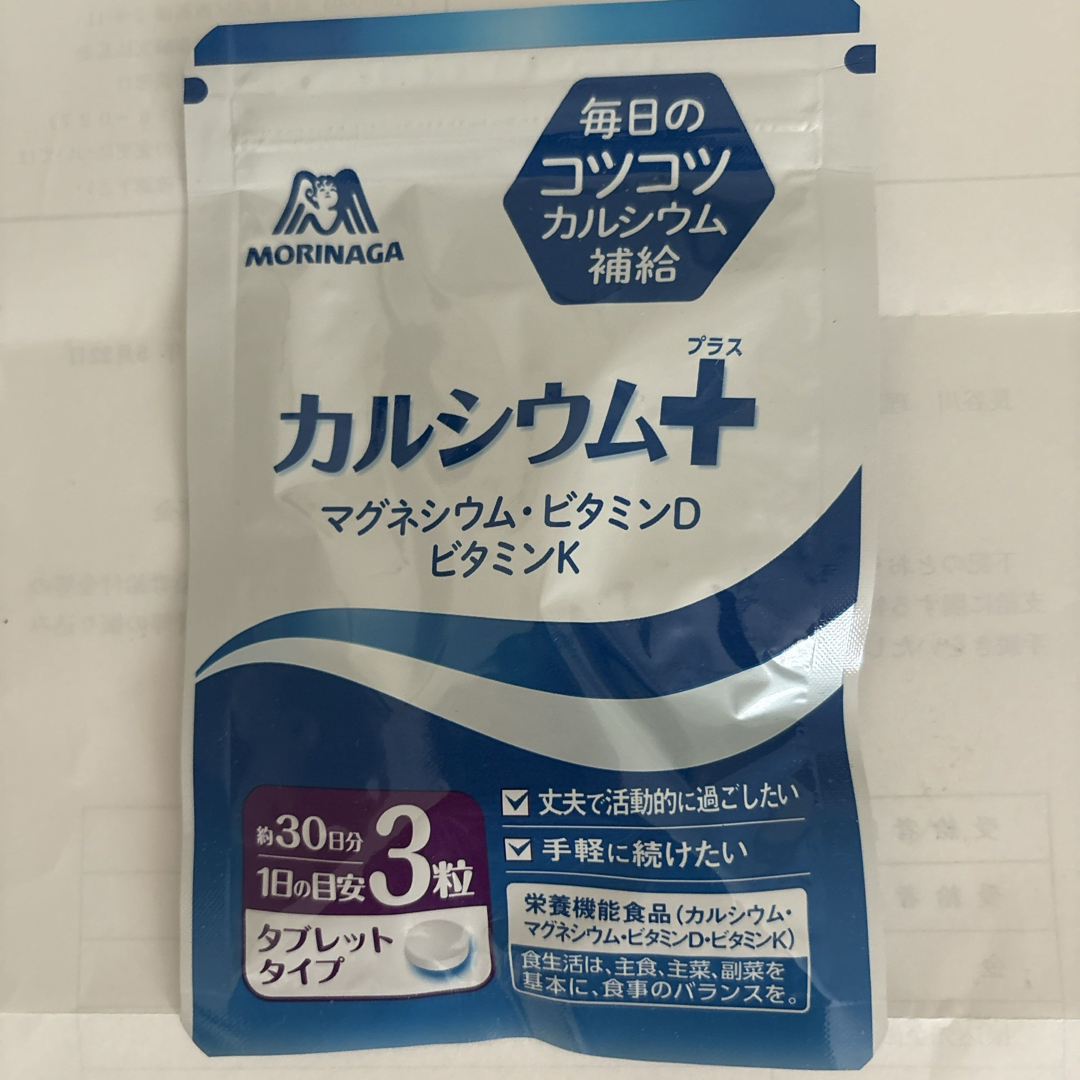 毎日の
コツコツ
カルシウム
補給
MORINAGA
プラス
カルシウム+
マグネシウム・ビタミンD
ビタミンK
約30日分
1日の目安
3粒
タブレット
タイプ
丈夫で活動的に過ごしたい
手軽に続けたい
栄養機能食品(カルシウム・
マグネシウム・ビタミンD・ビタミンK)
食生活は、主食、主菜、副菜を
基本に、食事のバランスを。